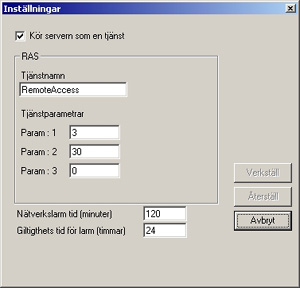 Inställningar
Kör servern som en tjänst
RAS
Tjänstnamn
RemoteAccess
Tjänstparametrar
Param : 1 3
Param : 2 30
Param : 3 0
Verkställ
Återställ
Nätverkslarm tid (minuter) 120
Avbryt
Giltigthets tid för larm (timmar) 24